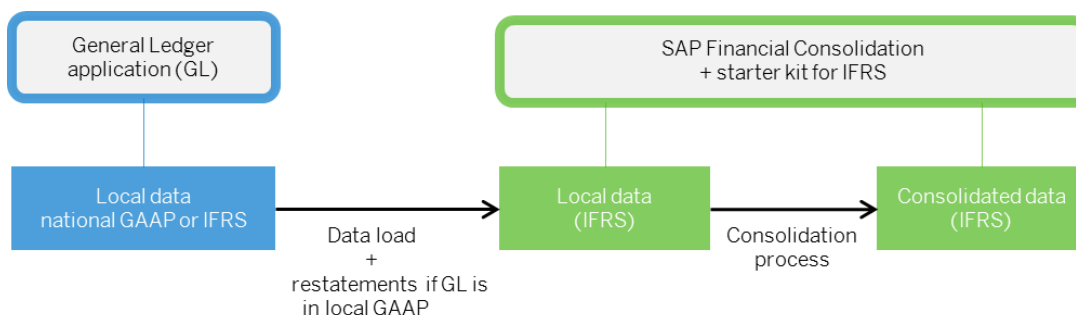 General Ledger
application (GL)
SAP Financial Consolidation
+ starter kit for IFRS
Local data
national GAAP or IFRS
Data load
+
restatements if GL is
in local GAAP
Local data
(IFRS)
Consolidation
process
Consolidated data
(IFRS)